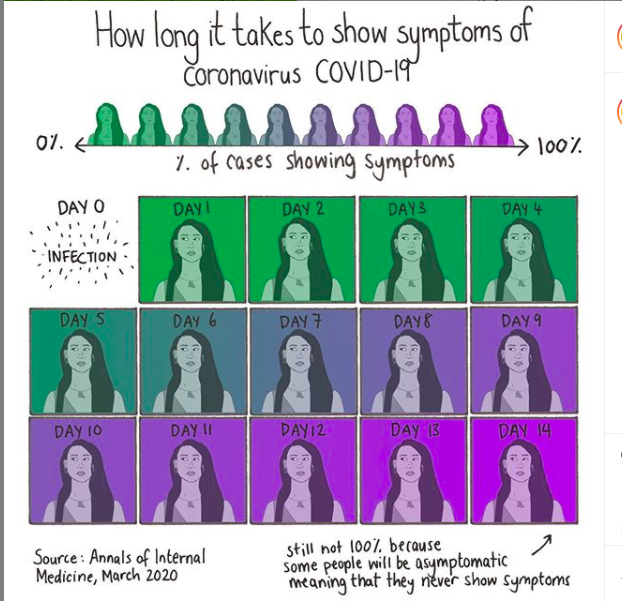 How long it takes to show symptoms of
coronavirus COVID-19
0%.
100%.
%. of cases showing symptoms
DAY 0
INFECTION
DAY 1
DAY 2
DAY 3
DAY 4
DAY 5
DAY 6
DAY 7
DAY 8
DAY 9
DAY 10
DAY 11
DAY 12
DAY 13
DAY 14
Source: Annals of Internal
Medicine, March 2020
still not 100% because
some people will be asymptomatic
meaning that they never show symptoms